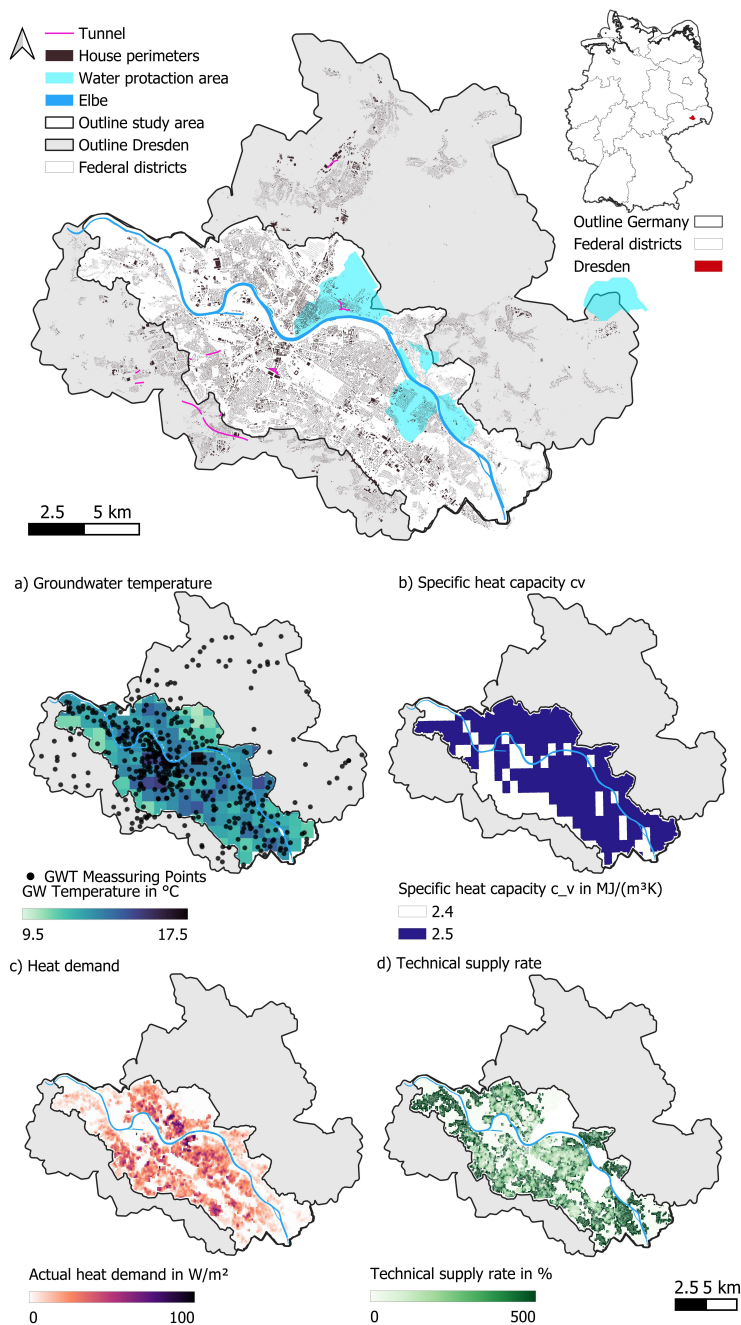 Tunnel
House perimeters
Water protaction area
Elbe
Outline study area
Outline Dresden
Federal districts
Outline Germany
Federal districts
Dresden
2.5 5 km
a) Groundwater temperature
b) Specific heat capacity cv
GWT Meassuring Points
GW Temperature in °C
9.5 17.5
Specific heat capacity c_v in MJ/(m³K)
2.4
2.5
c) Heat demand
d) Technical supply rate
Actual heat demand in W/m²
0 100
Technical supply rate in %
0 500
2.5 5 km